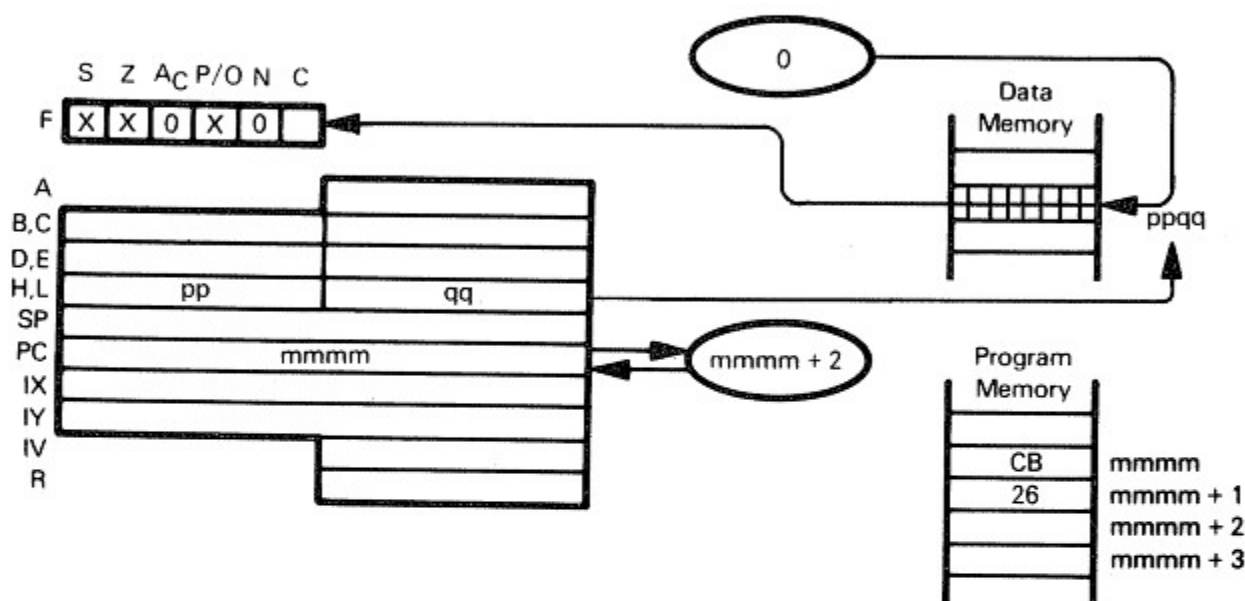 S Z AC P/O N C
0
F X X 0 X 0
Data
Memory
A
B,C
D,E
H,L pp qq
ppqq
SP
PC mmmm
mmmm + 2
IX
IY
IV
R
Program
Memory
CB mmmm
26 mmmm + 1
mmmm + 2
mmmm + 3